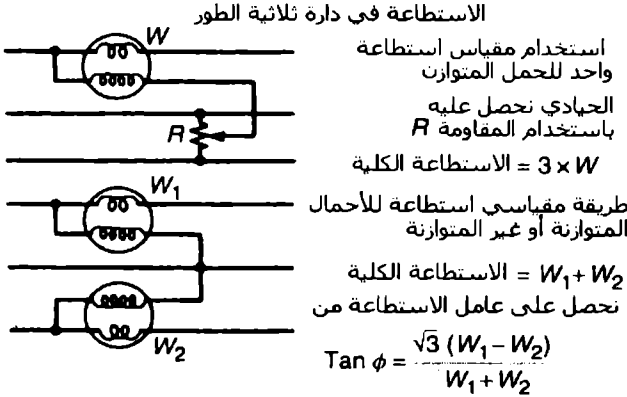 الاستطاعة في دارة ثلاثية الطور
W
استخدام مقياس استطاعة
واحد للحمل المتوازن
الحيادي نحصل عليه
باستخدام المقاومة R
R
الاستطاعة الكلية = 3 x W
W₁
طريقة مقياسي استطاعة للأحمال
المتوازنة أو غير المتوازنة
الاستطاعة الكلية = W₁ + W₂
نحصل على عامل الاستطاعة من
W₂
Tan ϕ = √3 (W₁ – W₂) / W₁ + W₂